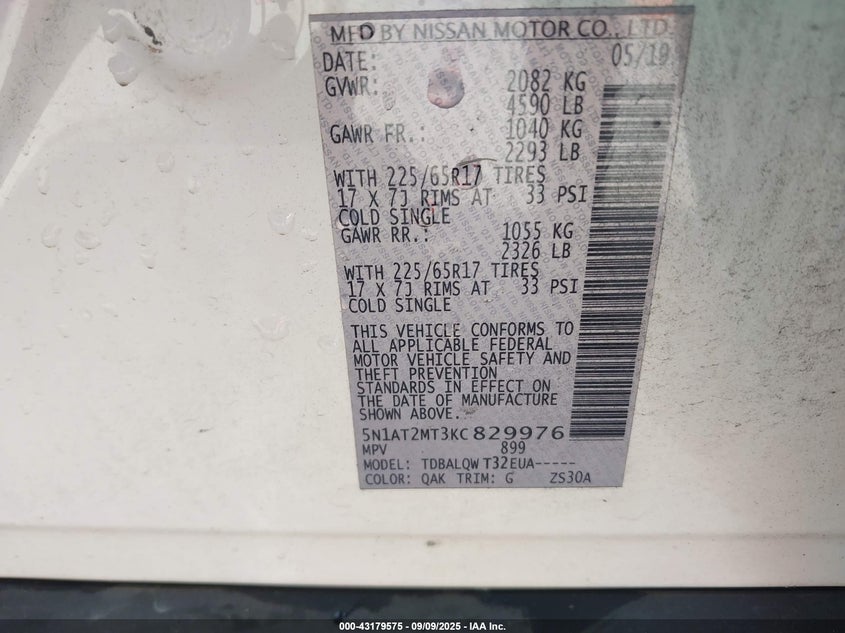 MFD BY NISSAN MOTOR CO., LTD
DATE: 05/19
GVWR: 2082 KG
4590 LB
GAWR FR.: 1040 KG
2293 LB
WITH 225/65R17 TIRES
17 X 7J RIMS AT 33 PSI
COLD SINGLE
GAWR RR.: 1055 KG
2326 LB
WITH 225/65R17 TIRES
17 X 7J RIMS AT 33 PSI
COLD SINGLE
THIS VEHICLE CONFORMS TO
ALL APPLICABLE FEDERAL
MOTOR VEHICLE SAFETY AND
THEFT PREVENTION
STANDARDS IN EFFECT ON
THE DATE OF MANUFACTURE
SHOWN ABOVE.
5N1AT2MT3KC829976
MPV 899
MODEL: TDBALQW T32EUA-----
COLOR: QAK TRIM: G ZS30A
000-43179575 - 09/09/2025 - IAA Inc.